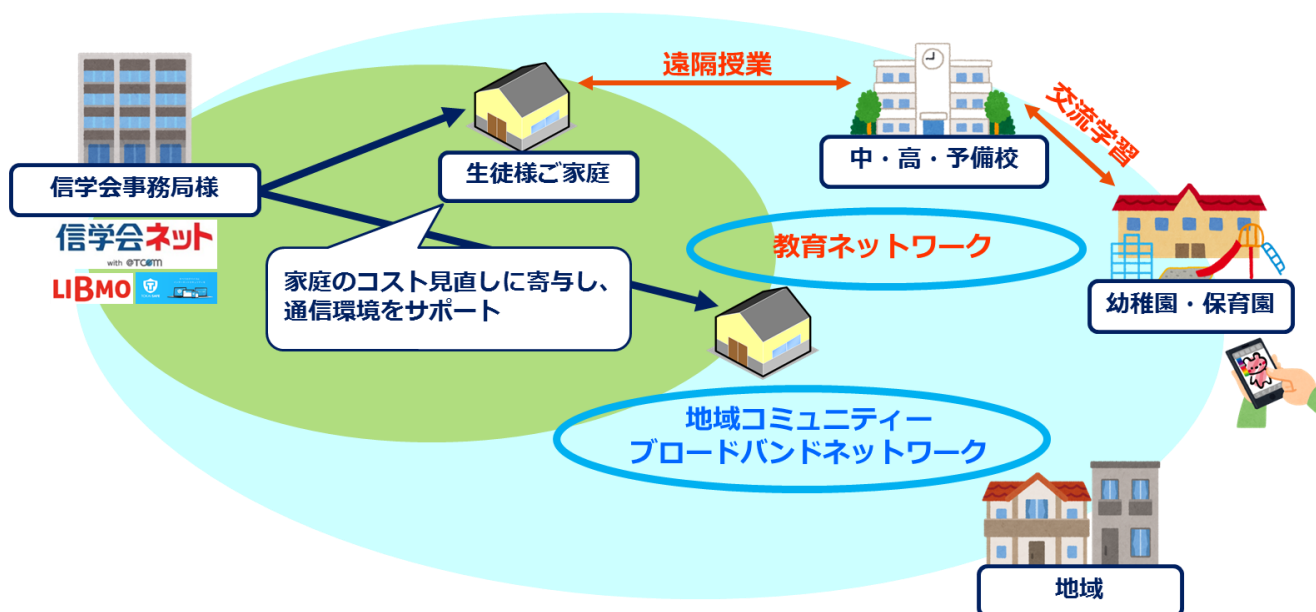 遠隔授業
交流学習
信学会事務局様
生徒様ご家庭
中・高・予備校
信学会ネット
with @TCOM
LIBMO
家庭のコスト見直しに寄与し、
通信環境をサポート
教育ネットワーク
幼稚園・保育園
地域コミュニティー
ブロードバンドネットワーク
地域